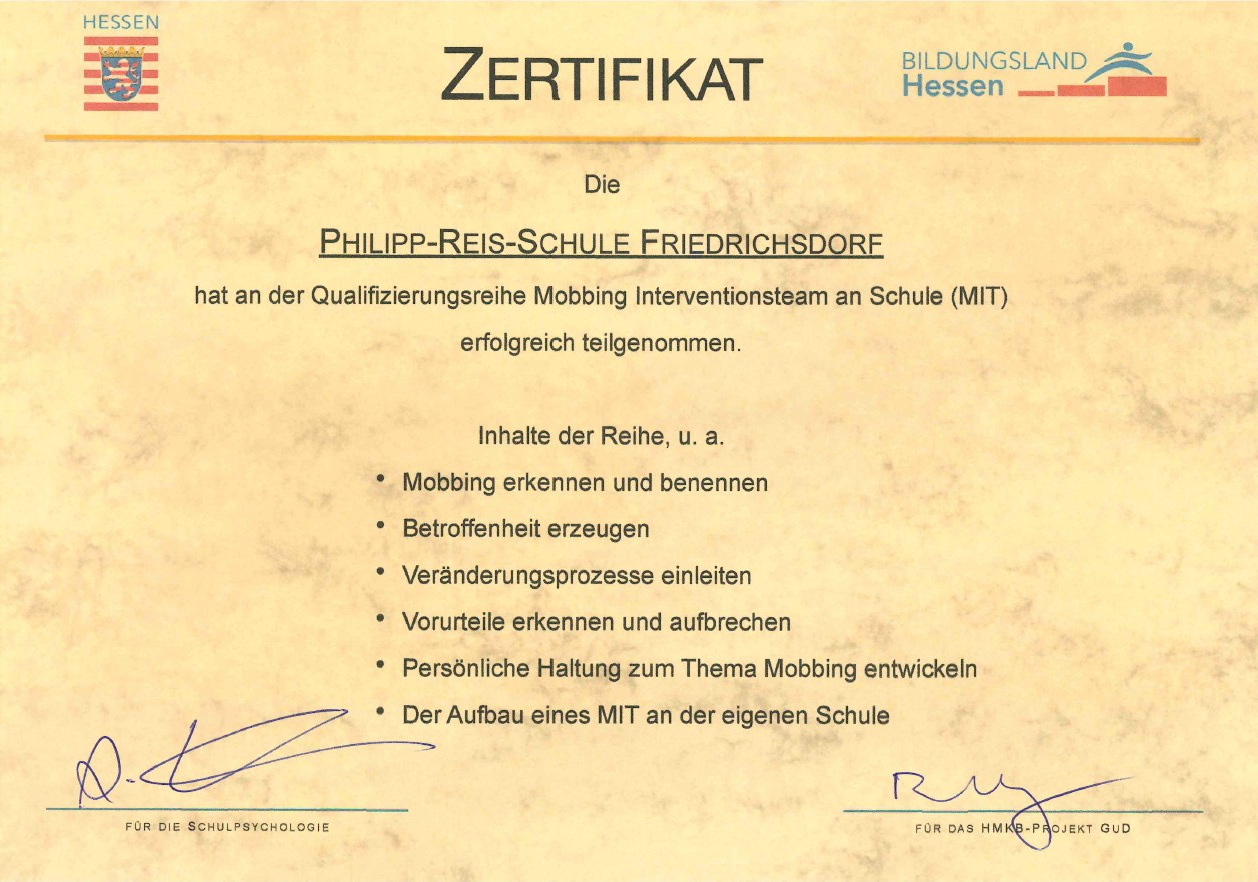 HESSEN
ZERTIFIKAT
BILDUNGSLAND
Hessen
Die
PHILIPP-REIS-SCHULE FRIEDRICHSDORF
hat an der Qualifizierungsreihe Mobbing Interventionsteam an Schule (MIT)
erfolgreich teilgenommen.
Inhalte der Reihe, u. a.
• Mobbing erkennen und benennen
• Betroffenheit erzeugen
• Veränderungsprozesse einleiten
• Vorurteile erkennen und aufbrechen
• Persönliche Haltung zum Thema Mobbing entwickeln
• Der Aufbau eines MIT an der eigenen Schule
FÜR DIE SCHULPSYCHOLOGIE
FÜR DAS HMKB-PROJEKT GUD